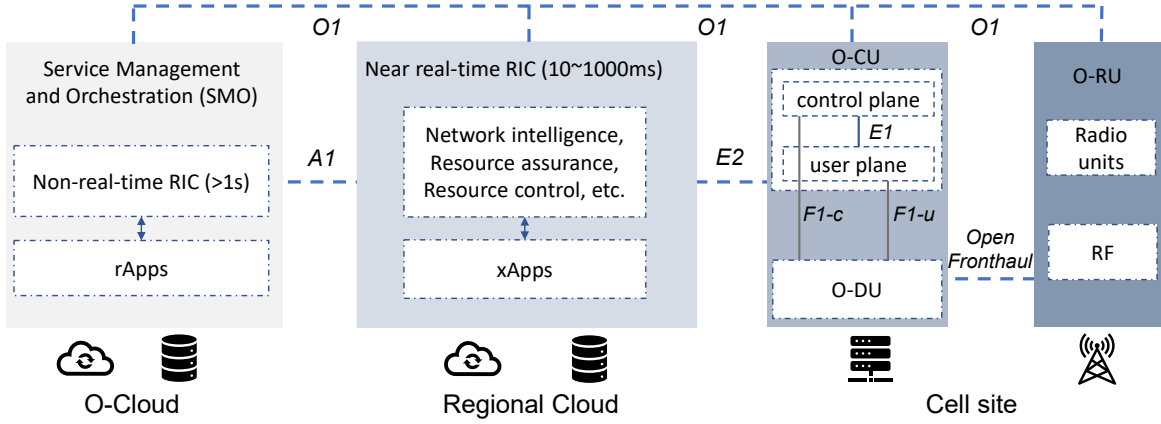 O1
O1
O1
Service Management
and Orchestration (SMO)
Non-real-time RIC (>1s)
rApps
A1
Near real-time RIC (10~1000ms)
Network intelligence,
Resource assurance,
Resource control, etc.
xApps
E2
O-CU
control plane
E1
user plane
F1-c
F1-u
O-DU
Open
Fronthaul
O-RU
Radio
units
RF
O-Cloud
Regional Cloud
Cell site